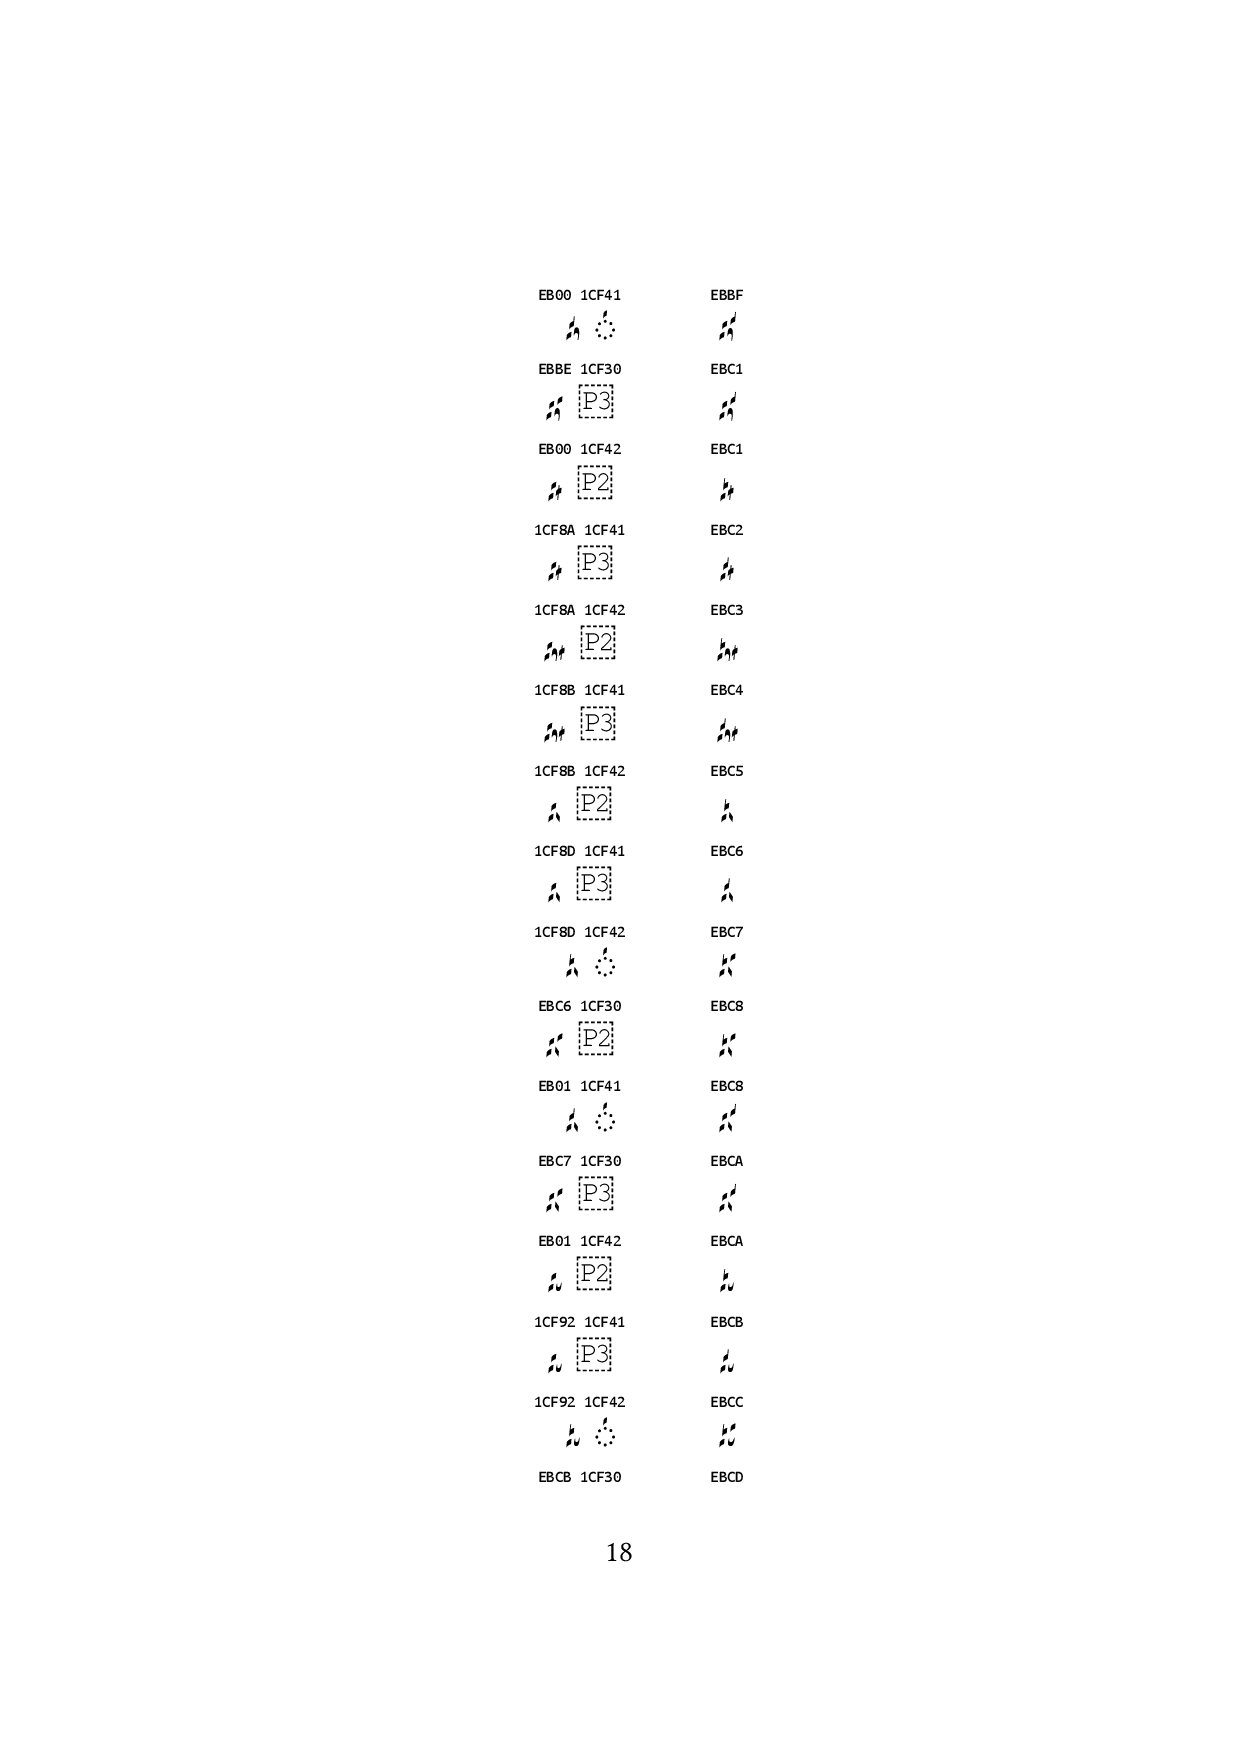 EB00 1CF41 EBBF
EBBE 1CF30 EBC1
P3
EB00 1CF42 EBC1
P2
1CF8A 1CF41 EBC2
P3
1CF8A 1CF42 EBC3
P2
1CF8B 1CF41 EBC4
P3
1CF8B 1CF42 EBC5
P2
1CF8D 1CF41 EBC6
P3
1CF8D 1CF42 EBC7
EBC6 1CF30 EBC8
P2
EB01 1CF41 EBC8
EBC7 1CF30 EBCA
P3
EB01 1CF42 EBCA
P2
1CF92 1CF41 EBCB
P3
1CF92 1CF42 EBCC
EBCB 1CF30 EBCD
18